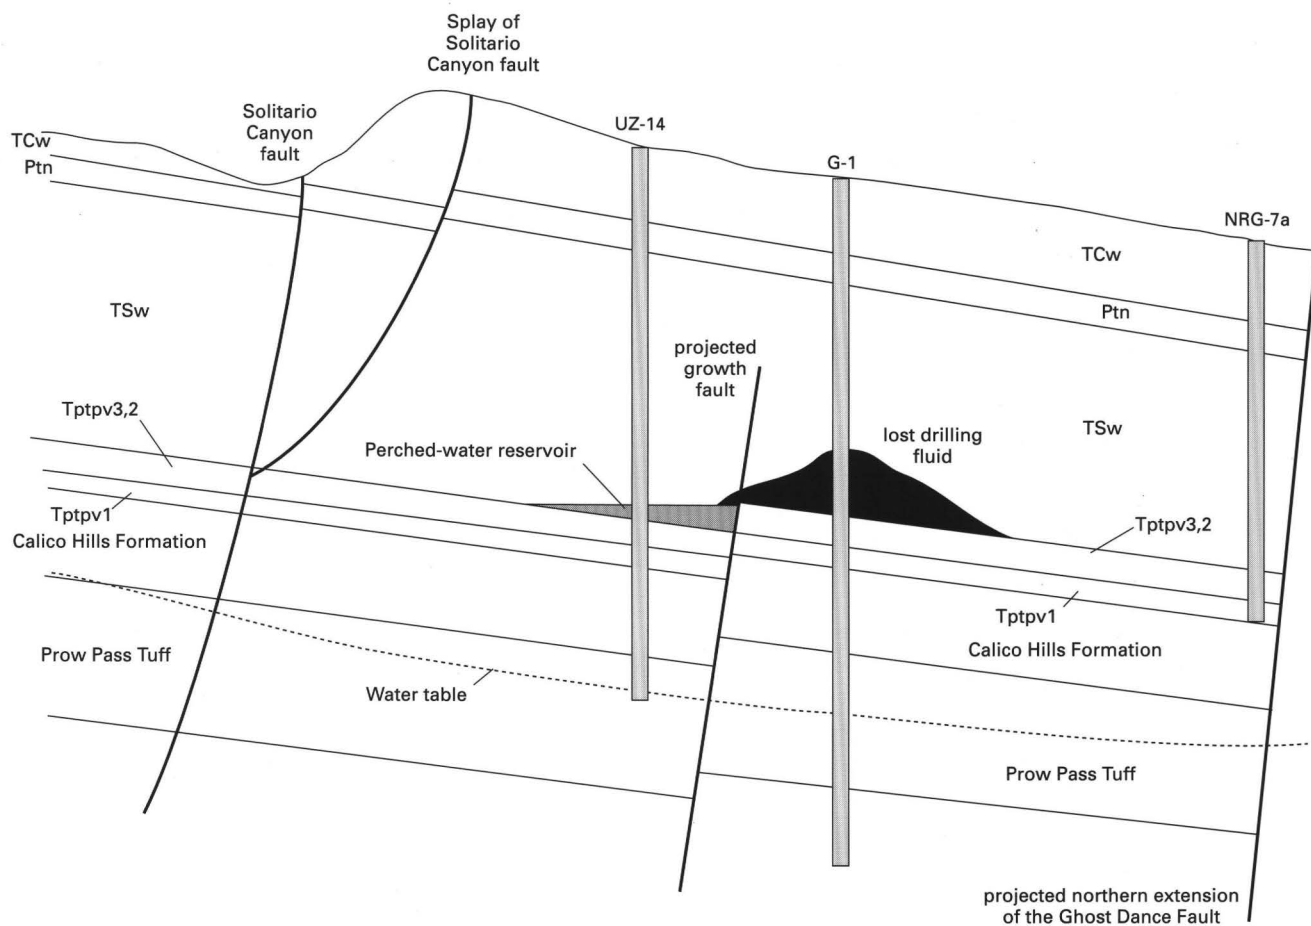 Splay of
Solitario
Canyon fault
Solitario
Canyon
fault
UZ-14
G-1
NRG-7a
TCw
Ptn
TCw
Ptn
TSw
projected
growth
fault
Tptpv3,2
Perched-water reservoir
lost drilling
fluid
TSw
Tptpv1
Calico Hills Formation
Tptpv3,2
Tptpv1
Calico Hills Formation
Prow Pass Tuff
Water table
Prow Pass Tuff
projected northern extension
of the Ghost Dance Fault